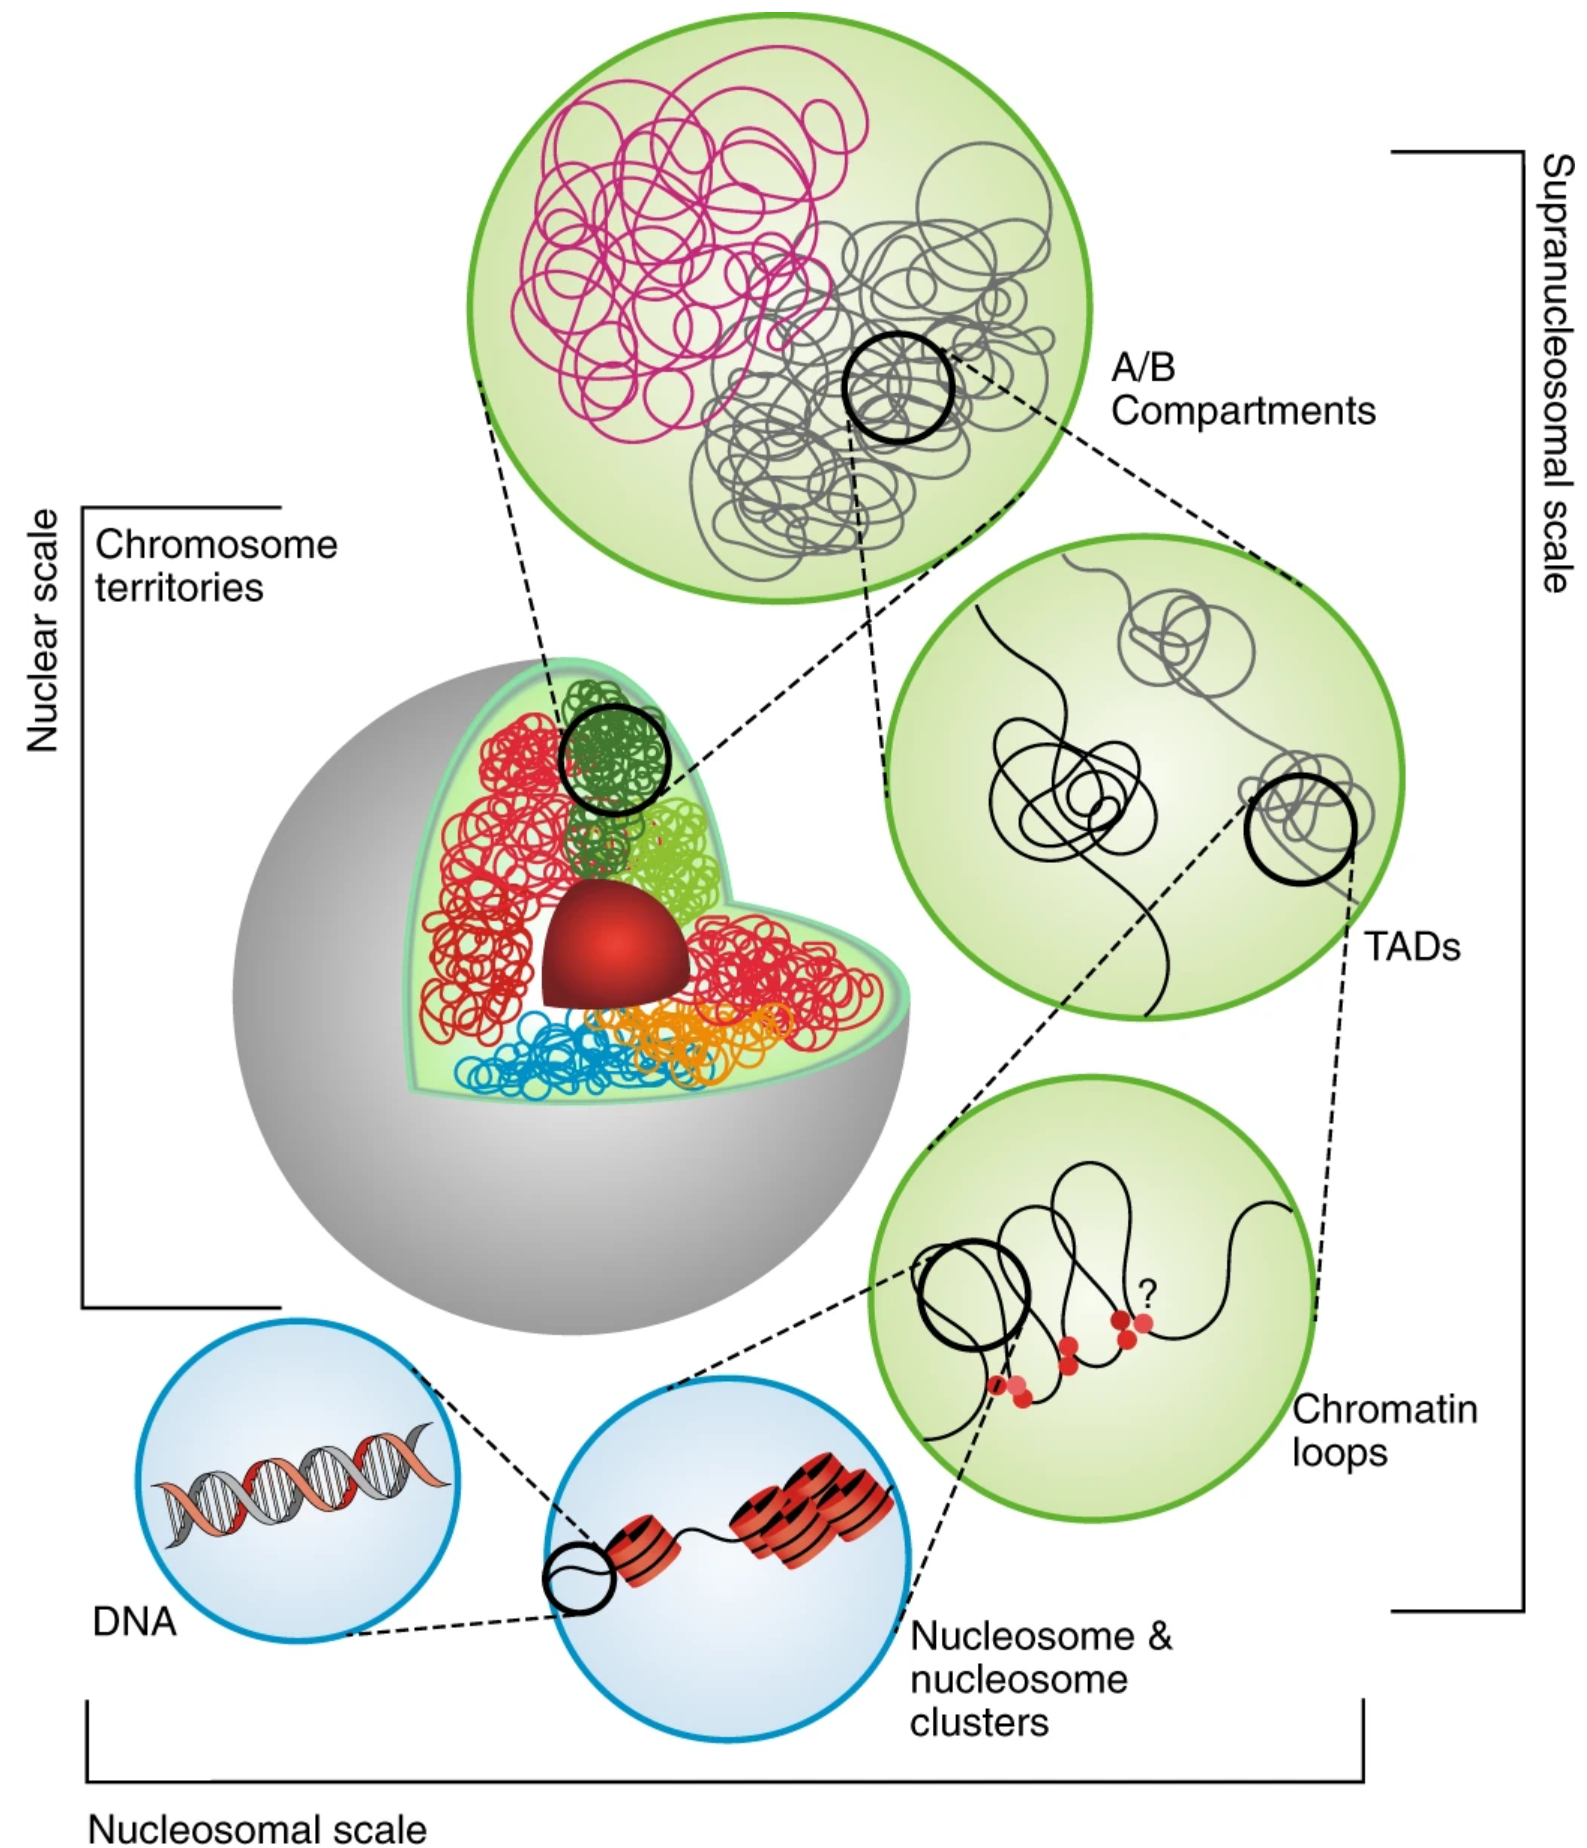 A/B
Compartments
Supranucleosomal scale
Nuclear scale
Chromosome
territories
TADs
?
Chromatin
loops
DNA
Nucleosome &
nucleosome
clusters
Nucleosomal scale